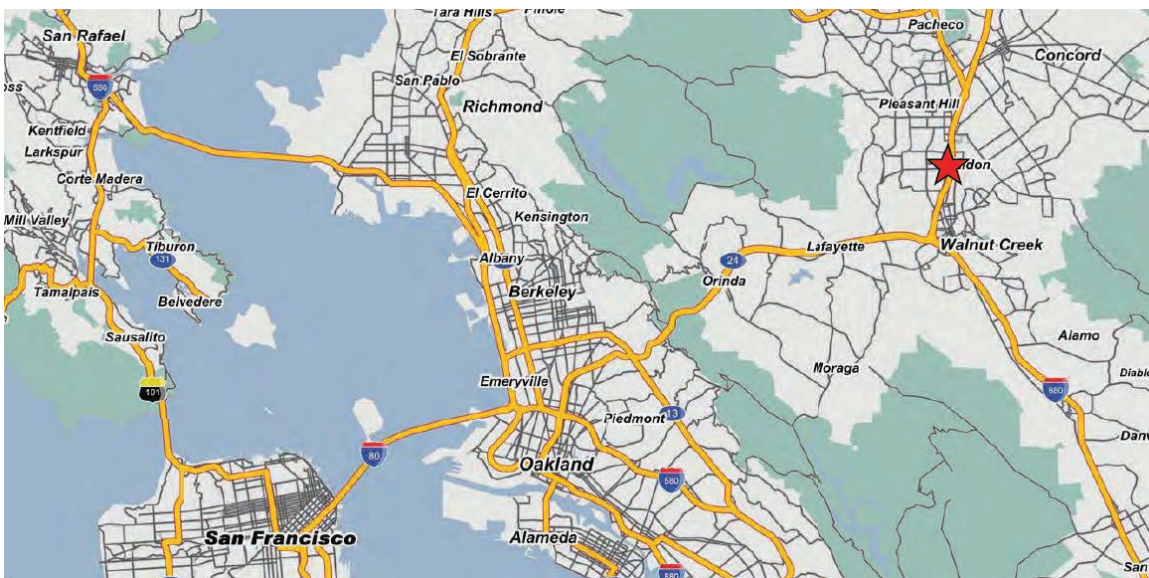 Tara Hills
Pinole
Pacheco
San Rafael
El Sobrante
Concord
San Pablo
580
Richmond
Pleasant Hill
Kentfield
Larkspur
Corte Madera
El Cerrito
Mill Valley
Kensington
Tiburon
Lafayette
Walnut Creek
Albany
131
24
Tamalpais
Belvedere
Berkeley
Orinda
Sausalito
Alamo
Moraga
Diablo
Emeryville
680
101
Piedmont
13
80
Oakland
580
San Francisco
Alameda
880
San